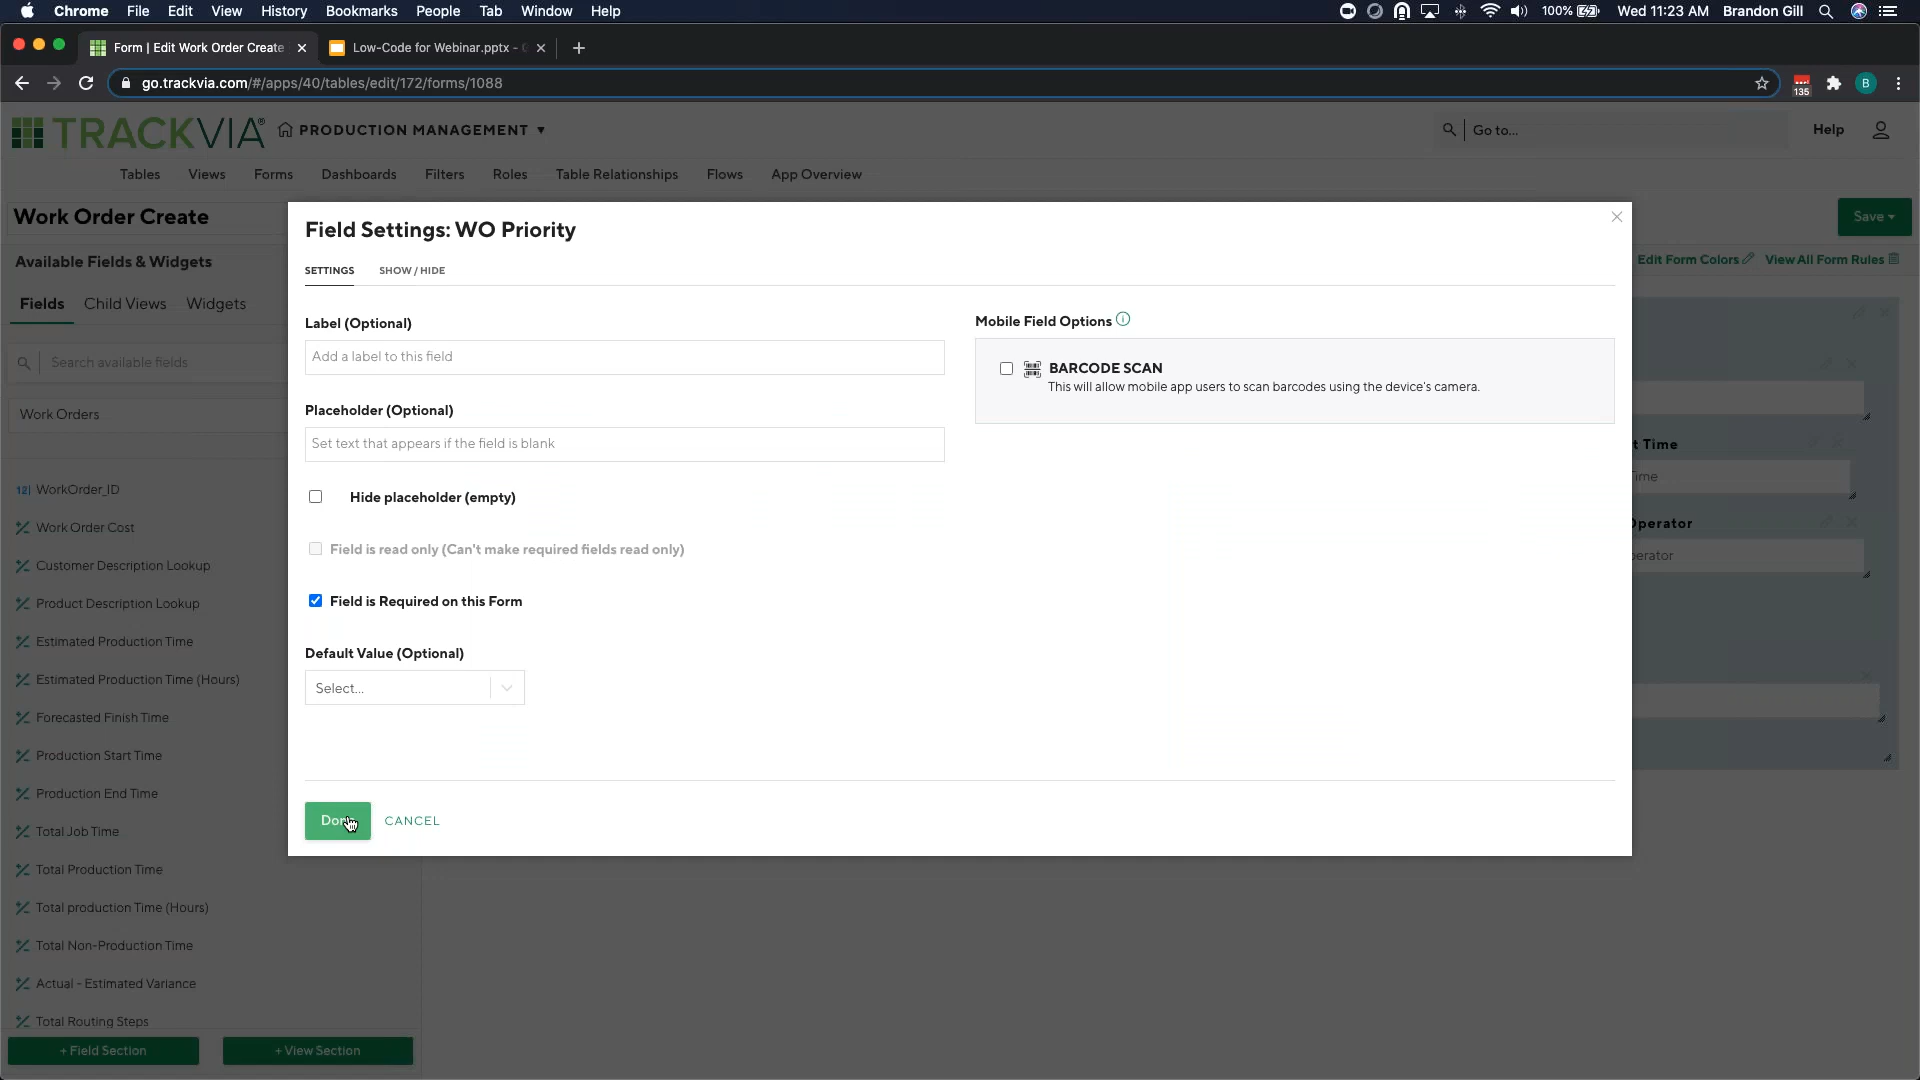 Chrome File Edit View History Bookmarks People Tab Window Help 100% Wed 11:23 AM Brandon Gill
Form | Edit Work Order Create Low-Code for Webinar.pptx -
go.trackvia.com/#/apps/40/tables/edit/172/forms/1088 135 B
TRACKVIA® PRODUCTION MANAGEMENT Go to... Help
Tables Views Forms Dashboards Filters Roles Table Relationships Flows App Overview
Work Order Create Save
Available Fields & Widgets Edit Form Colors View All Form Rules
Fields Child Views Widgets
Search available fields
Work Orders
12 WorkOrder_ID
Work Order Cost
Customer Description Lookup
Product Description Lookup
Estimated Production Time
Estimated Production Time (Hours)
Forecasted Finish Time
Production Start Time
Production End Time
Total Job Time
Total Production Time
Total production Time (Hours)
Total Non-Production Time
Actual - Estimated Variance
Total Routing Steps
+ Field Section + View Section
Field Settings: WO Priority
SETTINGS SHOW / HIDE
Label (Optional)
Add a label to this field
Placeholder (Optional)
Set text that appears if the field is blank
Hide placeholder (empty)
Field is read only (Can't make required fields read only)
Field is Required on this Form
Default Value (Optional)
Select...
CANCEL
Mobile Field Options
BARCODE SCAN
This will allow mobile app users to scan barcodes using the device's camera.
t Time
Time
Operator
perator